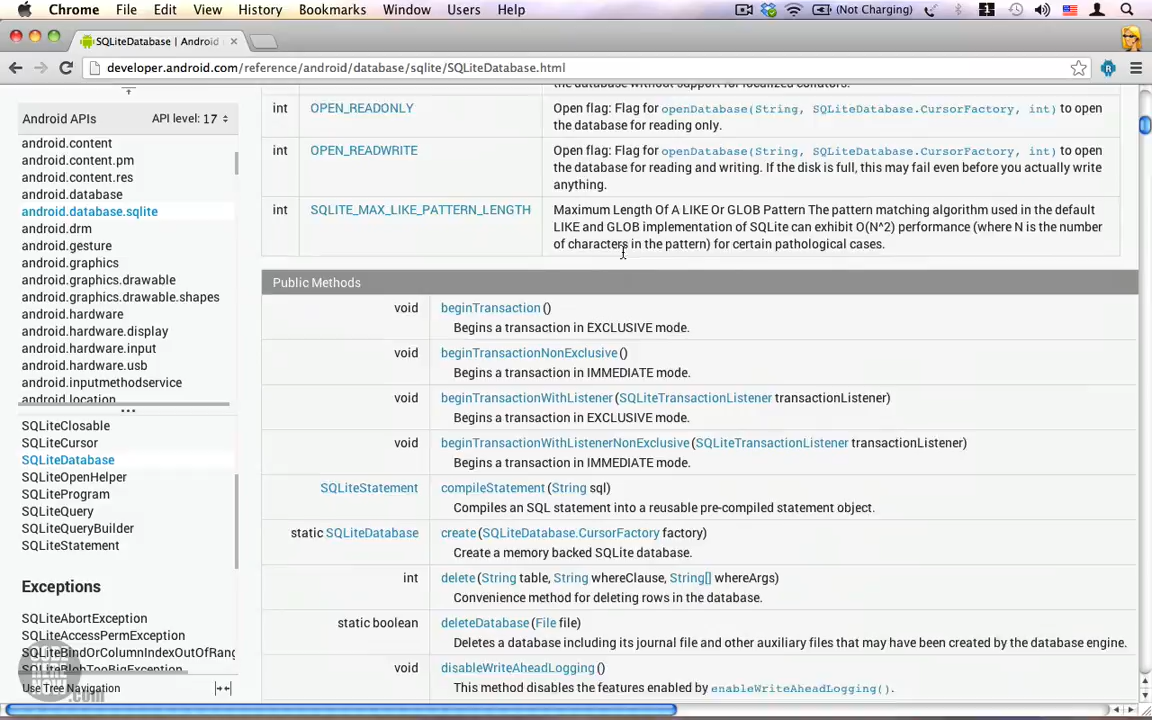 Chrome File Edit View History Bookmarks Window Users Help (Not Charging)
SQLiteDatabase | Android
developer.android.com/reference/android/database/sqlite/SQLiteDatabase.html
Android APIs API level: 17
android.content
android.content.pm
android.content.res
android.database
android.database.sqlite
android.drm
android.gesture
android.graphics
android.graphics.drawable
android.graphics.drawable.shapes
android.hardware
android.hardware.display
android.hardware.input
android.hardware.usb
android.inputmethodservice
android.location
SQLiteClosable
SQLiteCursor
SQLiteDatabase
SQLiteOpenHelper
SQLiteProgram
SQLiteQuery
SQLiteQueryBuilder
SQLiteStatement
Exceptions
SQLiteAbortException
SQLiteAccessPermException
SQLiteBindOrColumnIndexOutOfRang
SQLiteBlobTooBigException
Use Tree Navigation
.com
the database without support for localized collators.
int OPEN_READONLY Open flag: Flag for openDatabase(String, SQLiteDatabase.CursorFactory, int) to open
the database for reading only.
int OPEN_READWRITE Open flag: Flag for openDatabase(String, SQLiteDatabase.CursorFactory, int) to open
the database for reading and writing. If the disk is full, this may fail even before you actually write
anything.
int SQLITE_MAX_LIKE_PATTERN_LENGTH Maximum Length Of A LIKE Or GLOB Pattern The pattern matching algorithm used in the default
LIKE and GLOB implementation of SQLite can exhibit O(N^2) performance (where N is the number
of characters in the pattern) for certain pathological cases.
Public Methods
void beginTransaction()
Begins a transaction in EXCLUSIVE mode.
void beginTransactionNonExclusive()
Begins a transaction in IMMEDIATE mode.
void beginTransactionWithListener(SQLiteTransactionListener transactionListener)
Begins a transaction in EXCLUSIVE mode.
void beginTransactionWithListenerNonExclusive(SQLiteTransactionListener transactionListener)
Begins a transaction in IMMEDIATE mode.
SQLiteStatement compileStatement(String sql)
Compiles an SQL statement into a reusable pre-compiled statement object.
static SQLiteDatabase create(SQLiteDatabase.CursorFactory factory)
Create a memory backed SQLite database.
int delete(String table, String whereClause, String[] whereArgs)
Convenience method for deleting rows in the database.
static boolean deleteDatabase(File file)
Deletes a database including its journal file and other auxiliary files that may have been created by the database engine.
void disableWriteAheadLogging()
This method disables the features enabled by enableWriteAheadLogging().